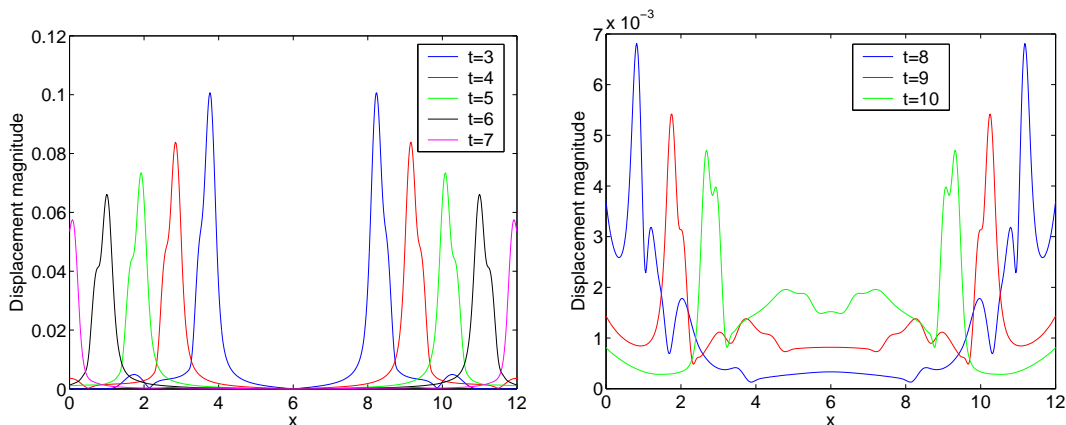 0.12
0.1
0.08
0.06
0.04
0.02
0
0 2 4 6 8 10 12
x
Displacement magnitude
t=3
t=4
t=5
t=6
t=7
x 10⁻³
7
6
5
4
3
2
1
0
0 2 4 6 8 10 12
x
Displacement magnitude
t=8
t=9
t=10